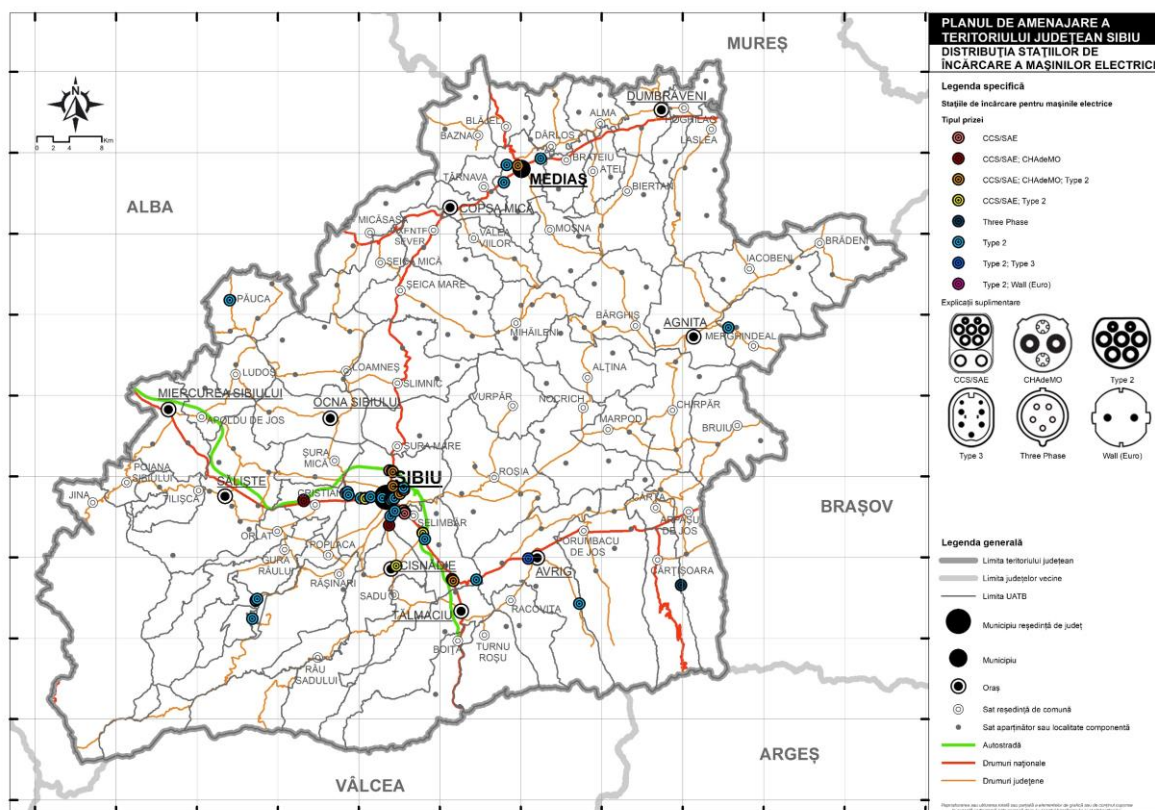 PLANUL DE AMENAJARE A
TERITORIULUI JUDEȚEAN SIBIU
DISTRIBUȚIA STAȚIILOR DE
ÎNCĂRCARE A MAȘINILOR ELECTRICE
Legenda specifică
Stațiile de încărcare pentru mașinile electrice
Tipul prizei
CCS/SAE
CCS/SAE; CHAdeMO
CCS/SAE; CHAdeMO; Type 2
CCS/SAE; Type 2
Three Phase
Type 2
Type 2; Type 3
Type 2; Wall (Euro)
Explicații suplimentare
CCS/SAE
CHAdeMO
Type 2
Type 3
Three Phase
Wall (Euro)
Legenda generală
Limita teritoriului județean
Limita județelor vecine
Limita UATB
Municipiu reședință de județ
Municipiu
Oraș
Sat reședință de comună
Sat aparținător sau localitate componentă
Autostradă
Drumuri naționale
Drumuri județene
0 2 4 8
Km
MUREȘ
ALBA
BRAȘOV
ARGEȘ
VÂLCEA
DUMBRĂVENI
HOGHILAG
BLĂJEL
BAZNA
ALMA
DÂRLOS
LASLEA
BRATEIU
MEDIAȘ
AȚEL
BIERTAN
TÂRNAVA
COPȘA MICĂ
MICĂSASA
AXENTE
SEVER
VALEA
VIILOR
MOȘNA
BRĂDENI
ȘEICA MICĂ
IACOBENI
ȘEICA MARE
PĂUCA
MIHĂILENI
BÂRGHIȘ
AGNITA
MERGHINDEAL
LUDOȘ
LOAMNEȘ
SLIMNIC
ALȚINA
MIERCUREA SIBIULUI
OCNA SIBIULUI
VURPĂR
NOCRICH
CHIRPĂR
APOLDU DE JOS
MARPOD
BRUIU
ȘURA MARE
ȘURA
MICĂ
POIANA
SIBIULUI
SIBIU
ROȘIA
JINA
TILIȘCA
SĂLIȘTE
CRISTIAN
CÂRȚA
ȘELIMBĂR
ARPAȘU
DE JOS
ORLAT
POPLACA
PORUMBACU
DE JOS
GURA
RÂULUI
CISNĂDIE
AVRIG
CÂRȚIȘOARA
RĂȘINARI
SADU
RACOVIȚA
TĂLMACIU
BOIȚA
TURNU
ROȘU
RÂU
SADULUI